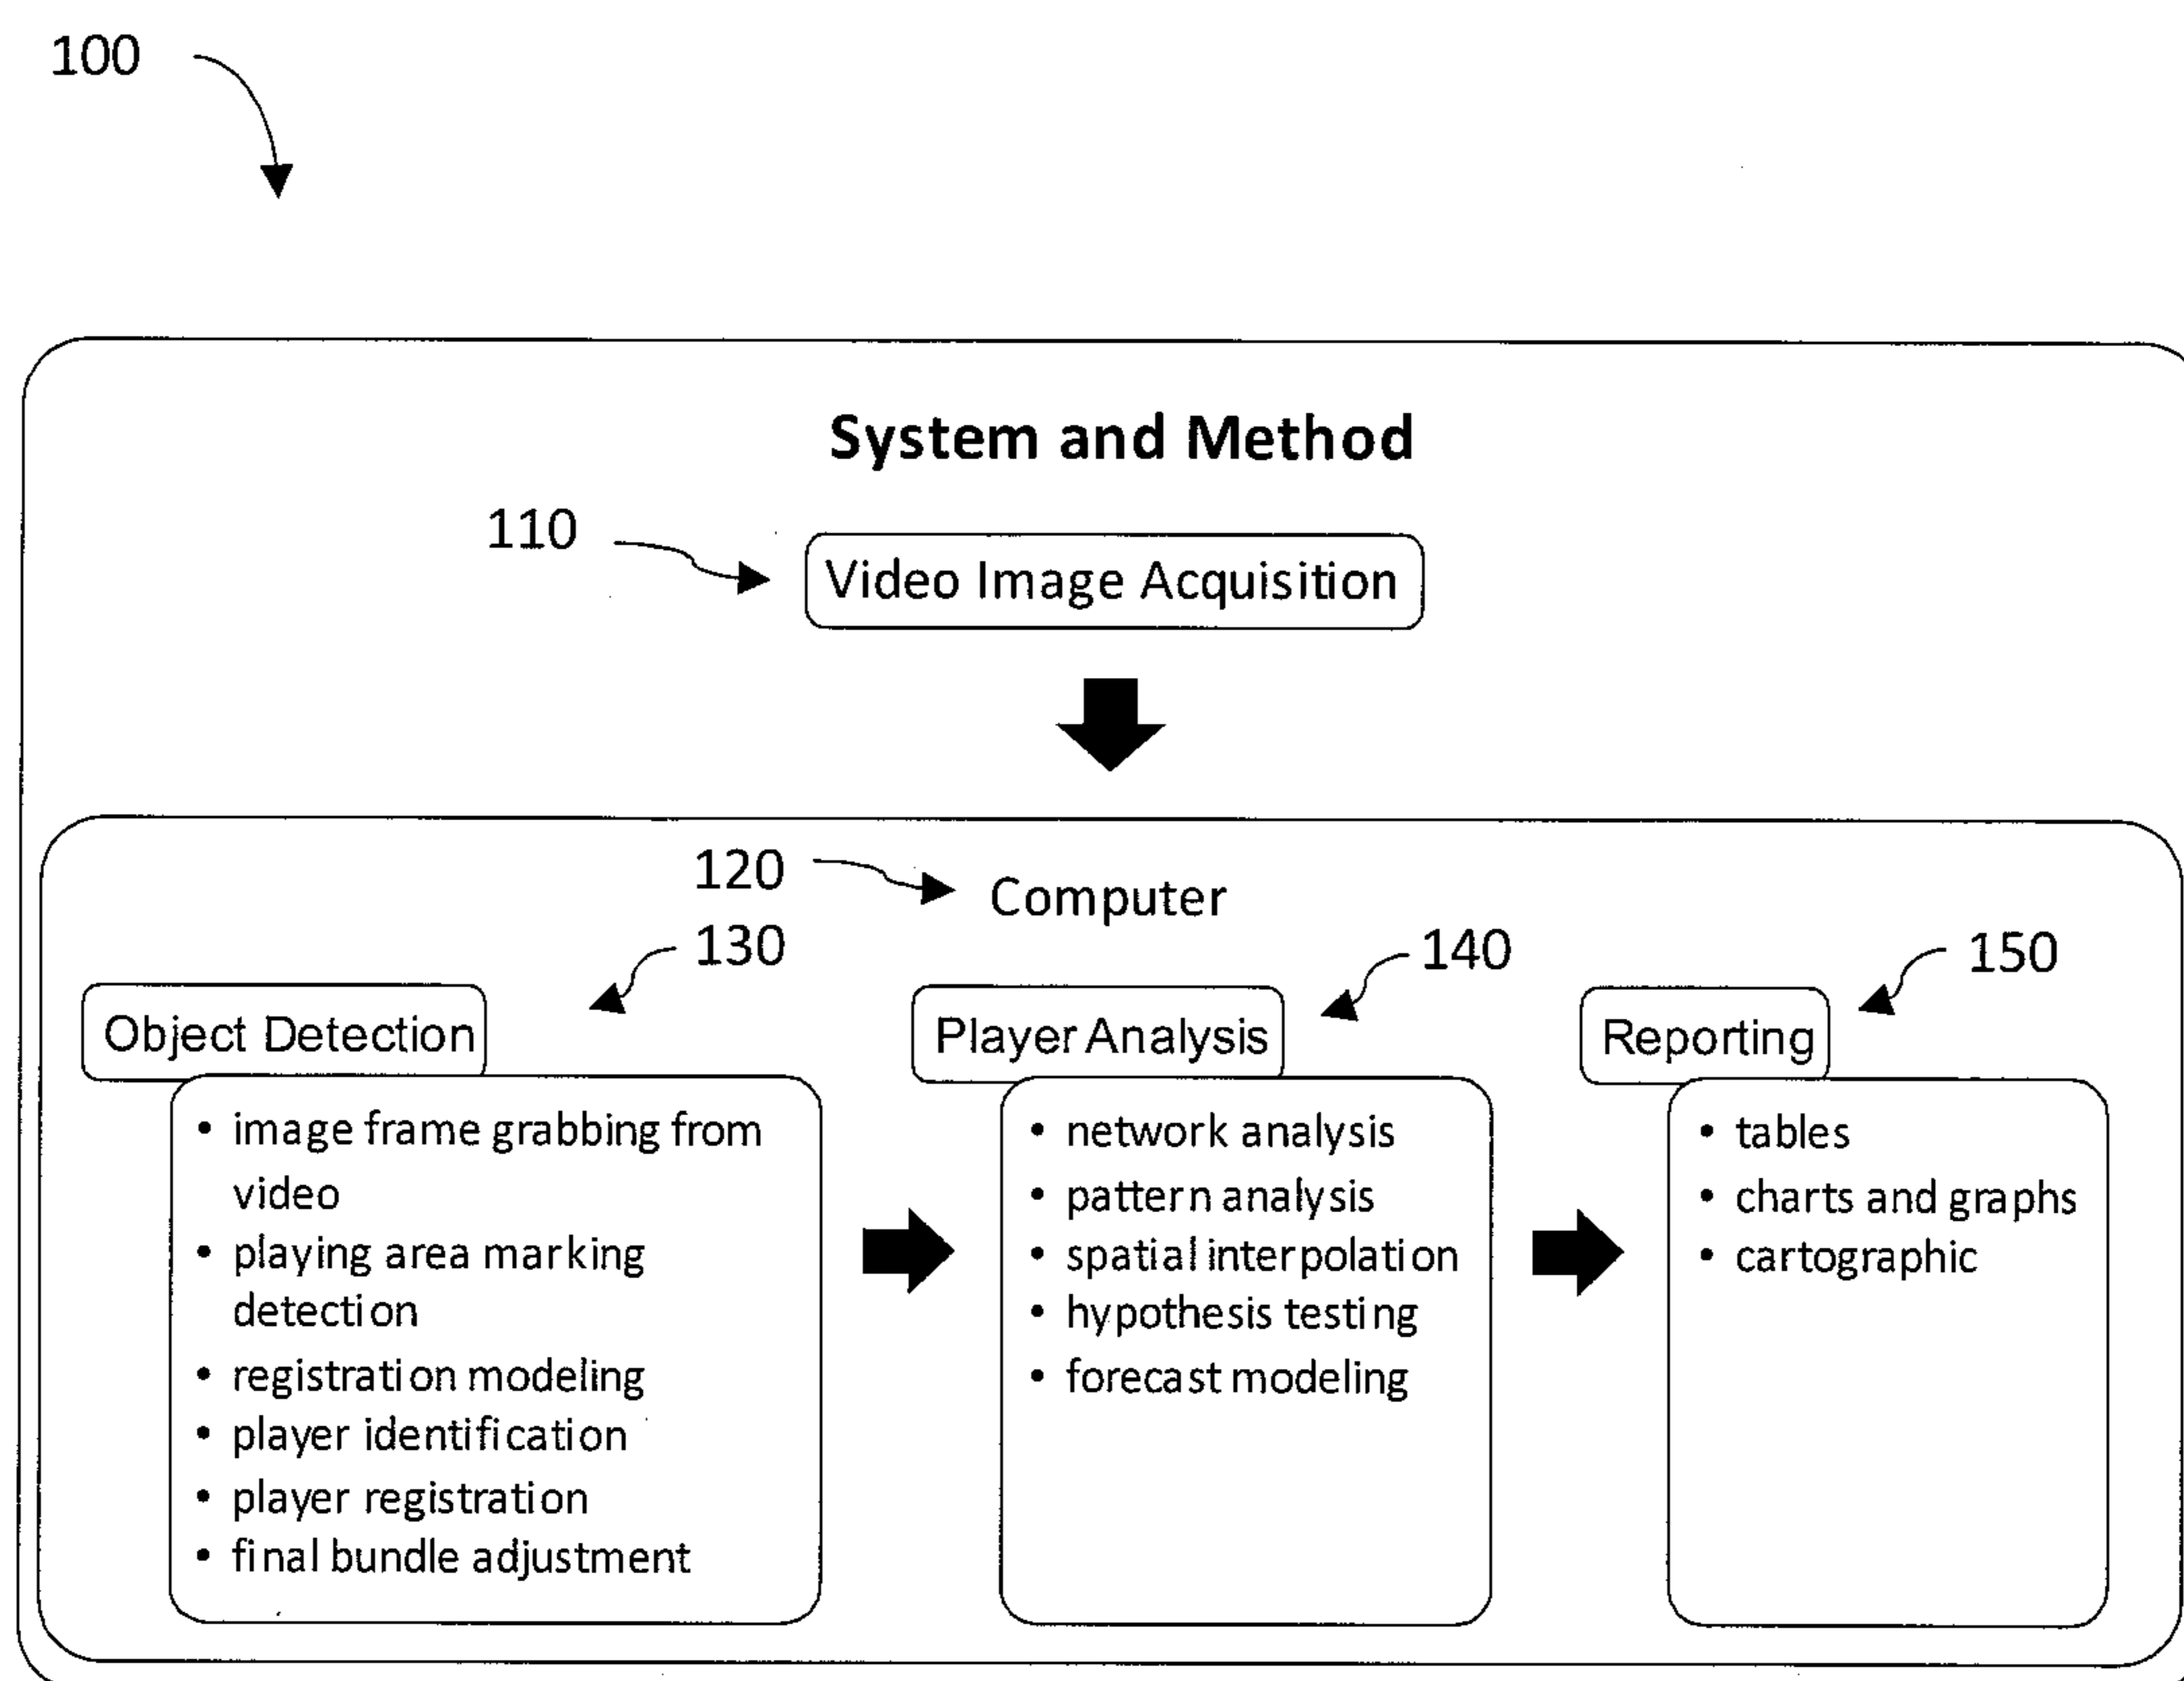 100
System and Method
110
Video Image Acquisition
120
Computer
130
140
150
Object Detection
• image frame grabbing from
video
• playing area marking
detection
• registration modeling
• player identification
• player registration
• final bundle adjustment
Player Analysis
• network analysis
• pattern analysis
• spatial interpolation
• hypothesis testing
• forecast modeling
Reporting
• tables
• charts and graphs
• cartographic